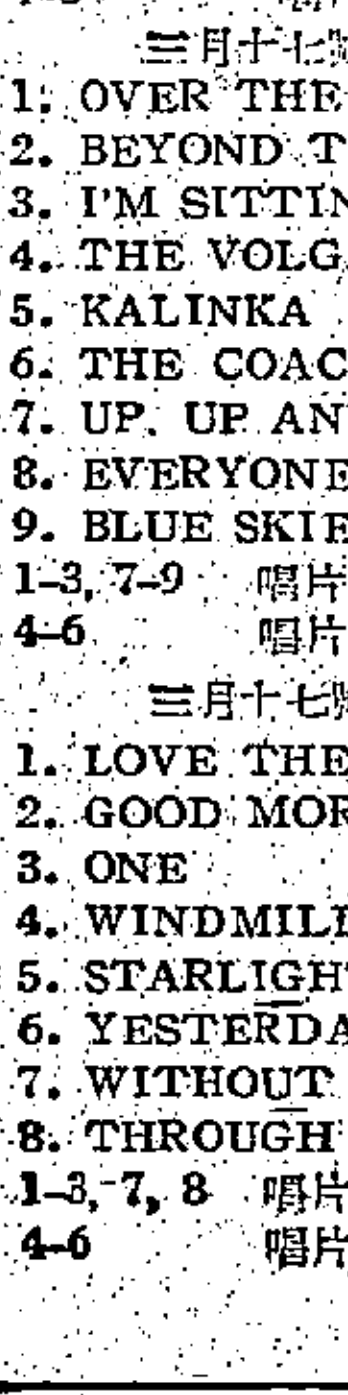 三月十七號
1. OVER THE
2. BEYOND T
3. I'M SITTIN
4. THE VOLG
5. KALINKA
6. THE COAC
7. UP. UP AN
8. EVERYONE
9. BLUE SKIE
1-3, 7-9 唱片
4-6 唱片
三月十七號
1. LOVE THE
2. GOOD MOR
3. ONE
4. WINDMILL
5. STARLIGHT
6. YESTERDA
7. WITHOUT
8. THROUGH
1-3, 7, 8 唱片
4-6 唱片